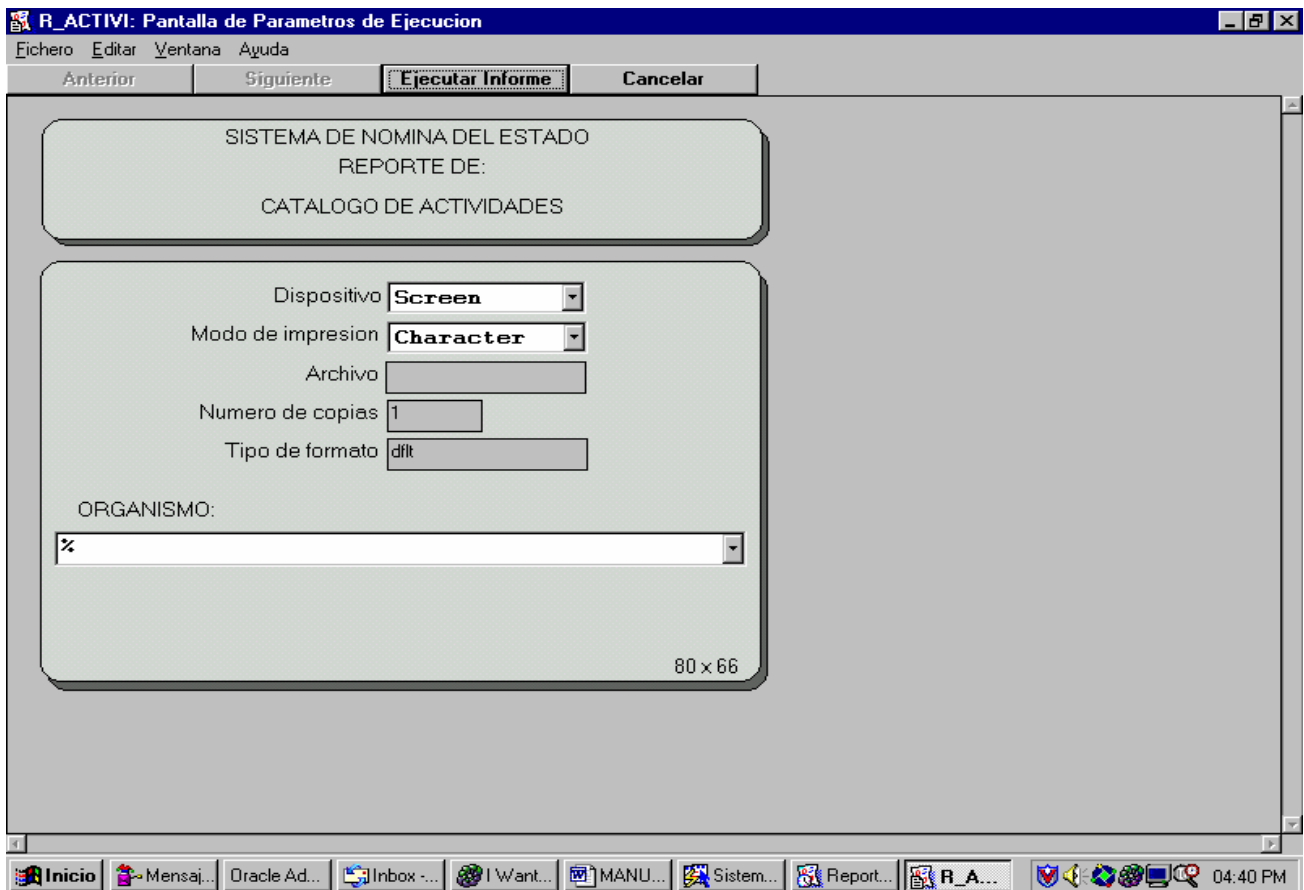 R_ACTIVI: Pantalla de Parametros de Ejecucion
Fichero Editar Ventana Ayuda
Anterior Siguiente Ejecutar Informe Cancelar
SISTEMA DE NOMINA DEL ESTADO
REPORTE DE:
CATALOGO DE ACTIVIDADES
Dispositivo Screen
Modo de impresion Character
Archivo
Numero de copias 1
Tipo de formato dflt
ORGANISMO:
%
80 x 66
Inicio Mensaj... Oracle Ad... Inbox -... I Want... MANU... Sistem... Report... R_A... 04:40 PM